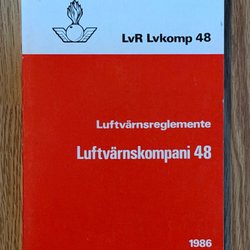 LvR Lvkomp 48
Luftvärnsreglemente
Luftvärnskompani 48
1986